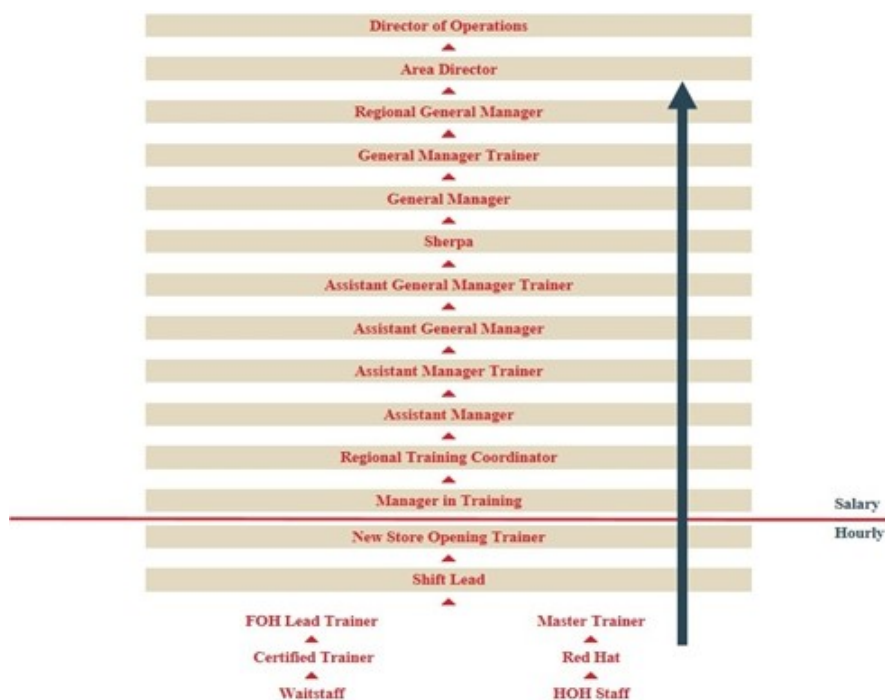 Director of Operations
Area Director
Regional General Manager
General Manager Trainer
General Manager
Sherpa
Assistant General Manager Trainer
Assistant General Manager
Assistant Manager Trainer
Assistant Manager
Regional Training Coordinator
Manager in Training
Salary
Hourly
New Store Opening Trainer
Shift Lead
FOH Lead Trainer Master Trainer
Certified Trainer Red Hat
Waitstaff HOH Staff